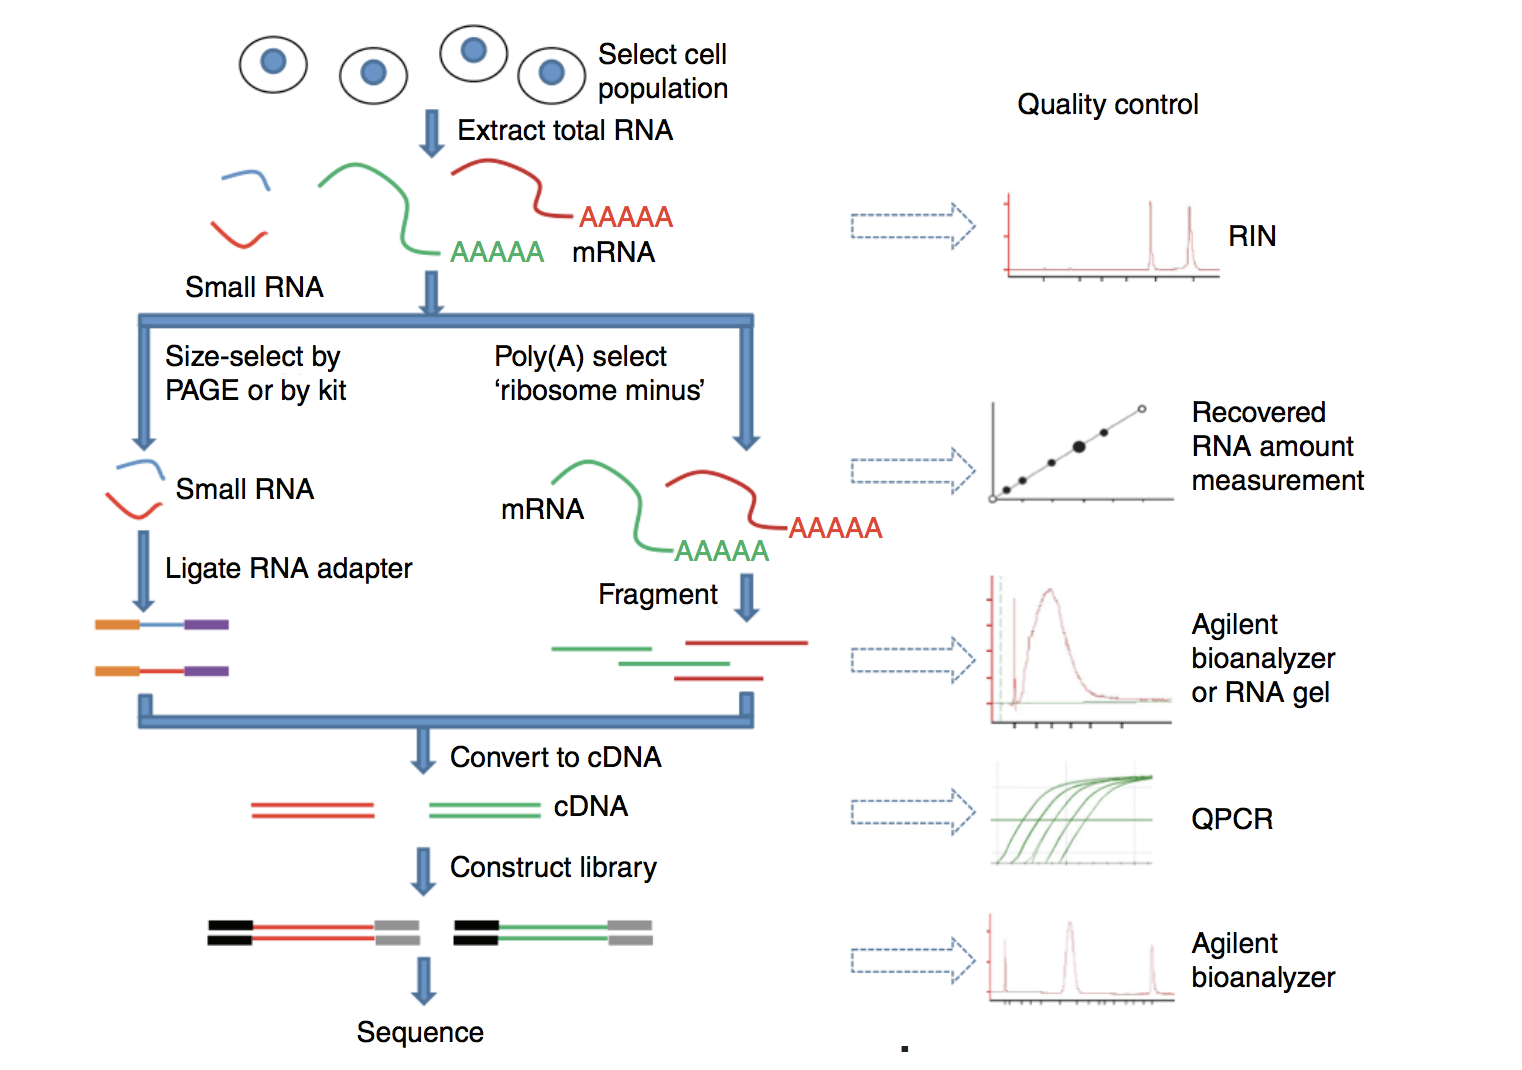 Select cell
population
Quality control
Extract total RNA
AAAAA
AAAAA
mRNA
RIN
Small RNA
Size-select by
PAGE or by kit
Poly(A) select
‘ribosome minus’
Recovered
RNA amount
measurement
Small RNA
mRNA
AAAAA
AAAAA
Ligate RNA adapter
Fragment
Agilent
bioanalyzer
or RNA gel
Convert to cDNA
cDNA
QPCR
Construct library
Agilent
bioanalyzer
Sequence